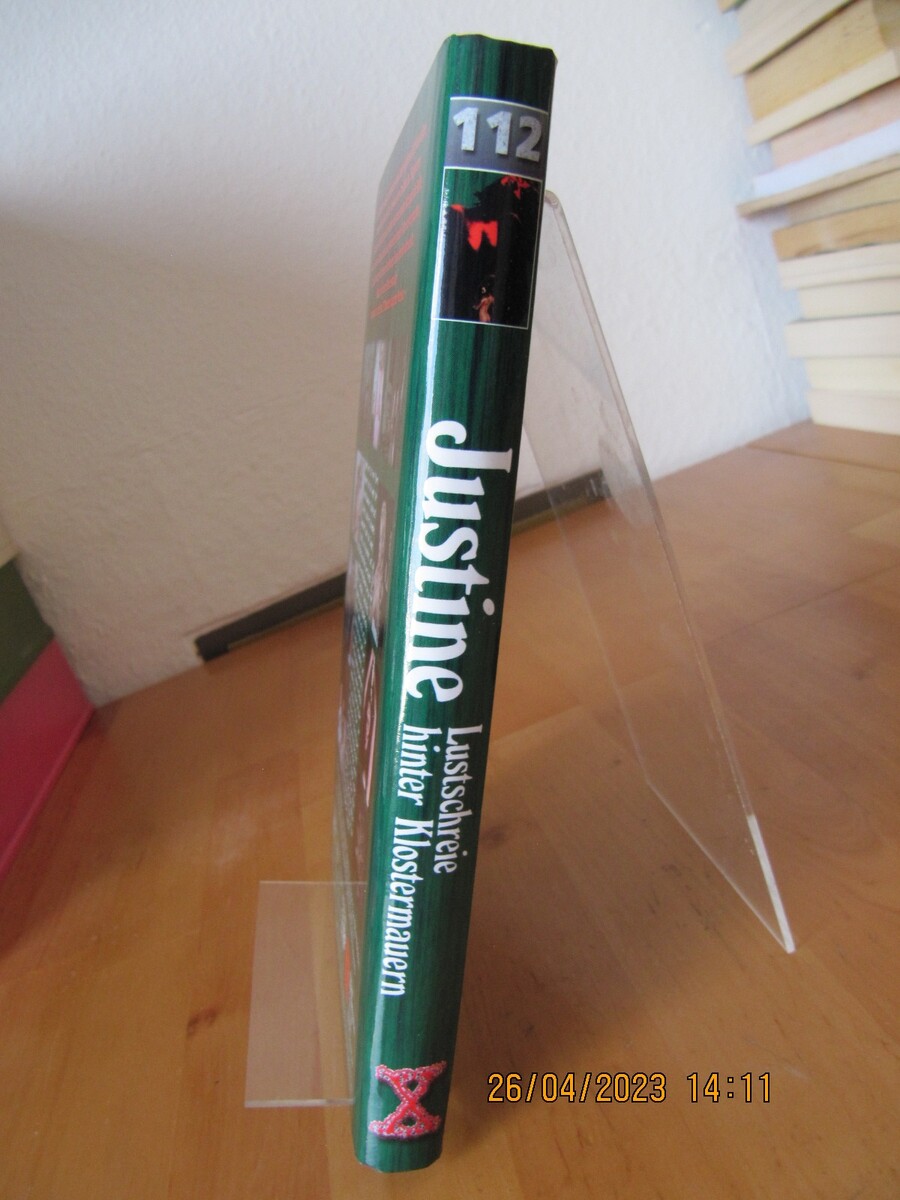 112
Justine
Lustschreie
hinter Klostermauern
X
26/04/2023 14:11